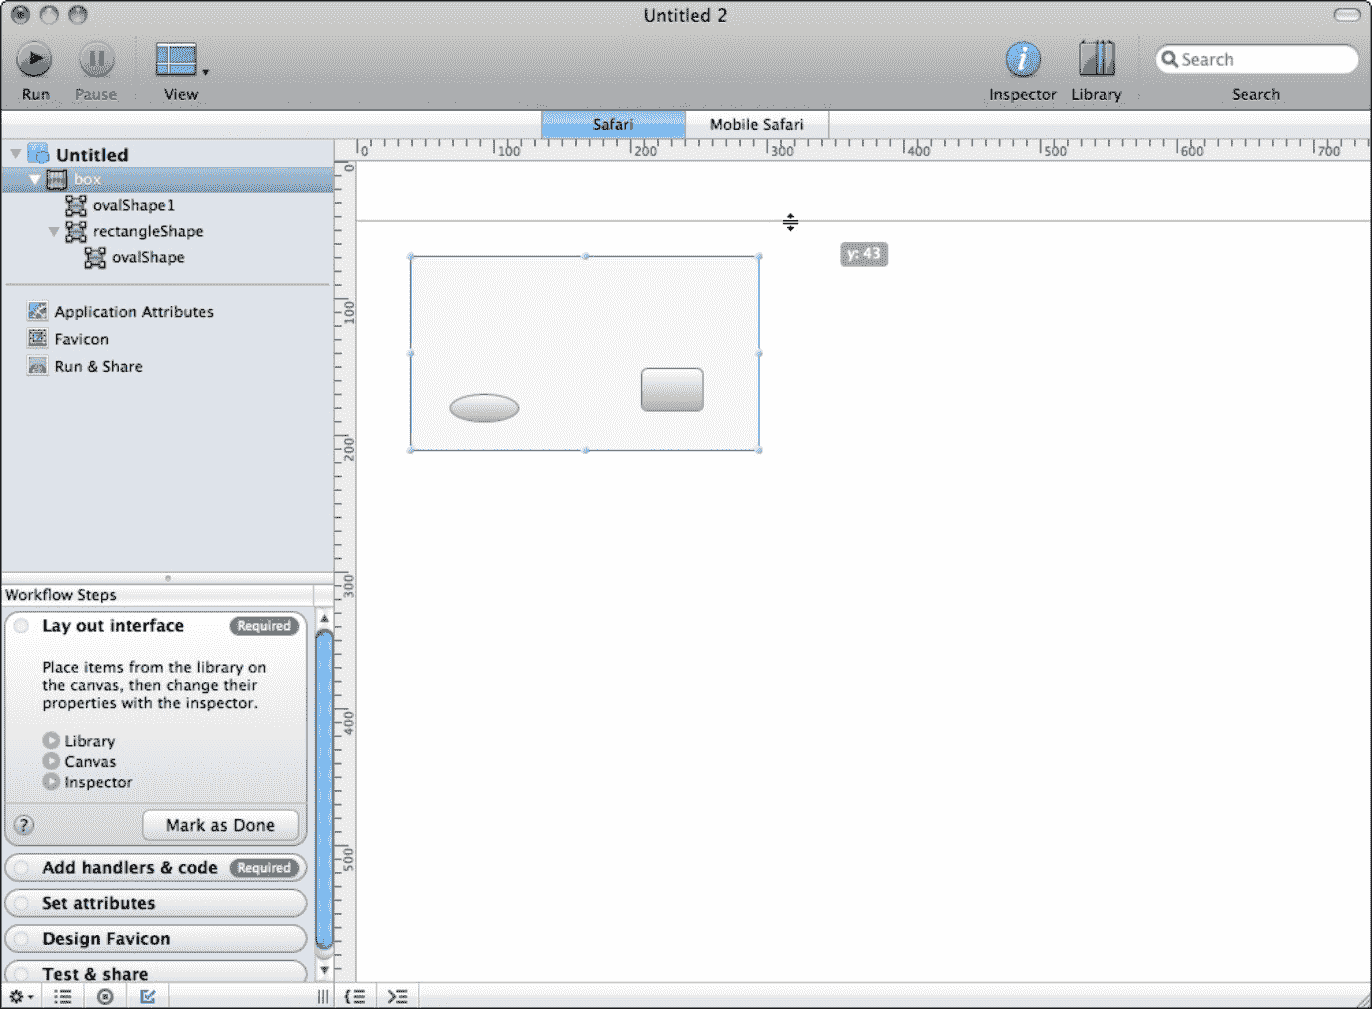 Untitled 2
Run
Pause
View
Inspector
Library
Search
Search
Safari
Mobile Safari
0
100
200
300
400
500
600
700
Untitled
box
ovalShape1
rectangleShape
ovalShape
Application Attributes
Favicon
Run & Share
0
100
200
300
400
500
y: 43
Workflow Steps
Lay out interface
Required
Place items from the library on
the canvas, then change their
properties with the inspector.
Library
Canvas
Inspector
?
Mark as Done
Add handlers & code
Required
Set attributes
Design Favicon
Test & share